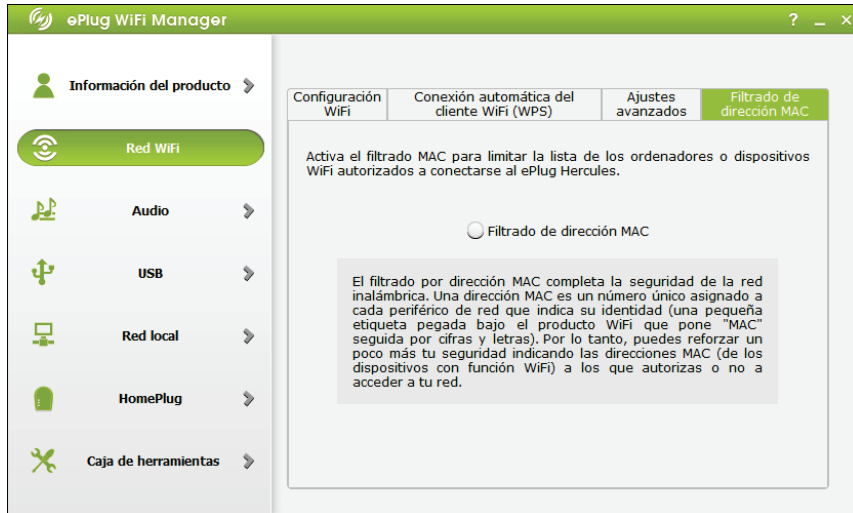 ePlug WiFi Manager
? _ ×
Información del producto
Red WiFi
Audio
USB
Red local
HomePlug
Caja de herramientas
Configuración
WiFi
Conexión automática del
cliente WiFi (WPS)
Ajustes
avanzados
Filtrado de
dirección MAC
Activa el filtrado MAC para limitar la lista de los ordenadores o dispositivos
WiFi autorizados a conectarse al ePlug Hercules.
Filtrado de dirección MAC
El filtrado por dirección MAC completa la seguridad de la red
inalámbrica. Una dirección MAC es un número único asignado a
cada periférico de red que indica su identidad (una pequeña
etiqueta pegada bajo el producto WiFi que pone "MAC"
seguida por cifras y letras). Por lo tanto, puedes reforzar un
poco más tu seguridad indicando las direcciones MAC (de los
dispositivos con función WiFi) a los que autorizas o no a
acceder a tu red.